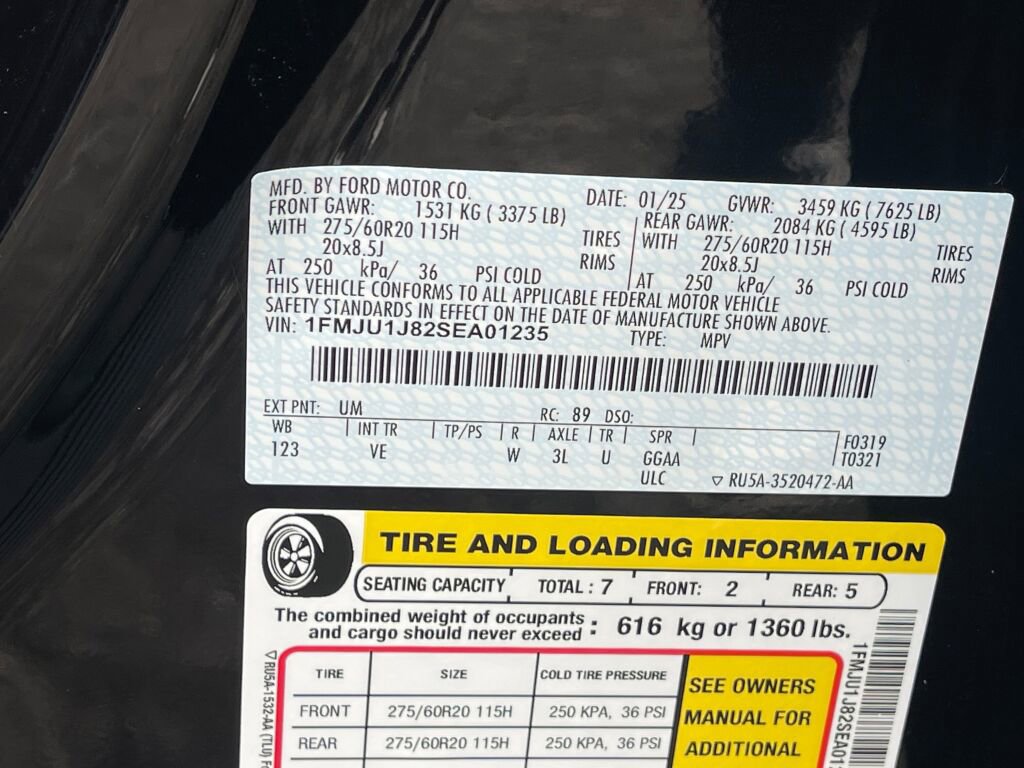 MFD. BY FORD MOTOR CO. DATE: 01/25 GVWR: 3459 KG ( 7625 LB)
FRONT GAWR: 1531 KG ( 3375 LB) REAR GAWR: 2084 KG ( 4595 LB)
WITH 275/60R20 115H TIRES WITH 275/60R20 115H TIRES
20x8.5J RIMS 20x8.5J RIMS
AT 250 kPa/ 36 PSI COLD AT 250 kPa/ 36 PSI COLD
THIS VEHICLE CONFORMS TO ALL APPLICABLE FEDERAL MOTOR VEHICLE
SAFETY STANDARDS IN EFFECT ON THE DATE OF MANUFACTURE SHOWN ABOVE.
VIN: 1FMJU1J82SEA01235 TYPE: MPV
EXT PNT: UM RC: 89 DSO:
WB INT TR TP/PS R AXLE TR SPR F0319
123 VE W 3L U GGAA T0321
ULC ▽ RU5A-3520472-AA
TIRE AND LOADING INFORMATION
SEATING CAPACITY TOTAL : 7 FRONT: 2 REAR: 5
The combined weight of occupants
and cargo should never exceed : 616 kg or 1360 lbs.
TIRE SIZE COLD TIRE PRESSURE
FRONT 275/60R20 115H 250 KPA, 36 PSI
REAR 275/60R20 115H 250 KPA, 36 PSI
SEE OWNERS
MANUAL FOR
ADDITIONAL
▽ RU5A-1532-AA (TLU)
1FMJU1J82SEA01